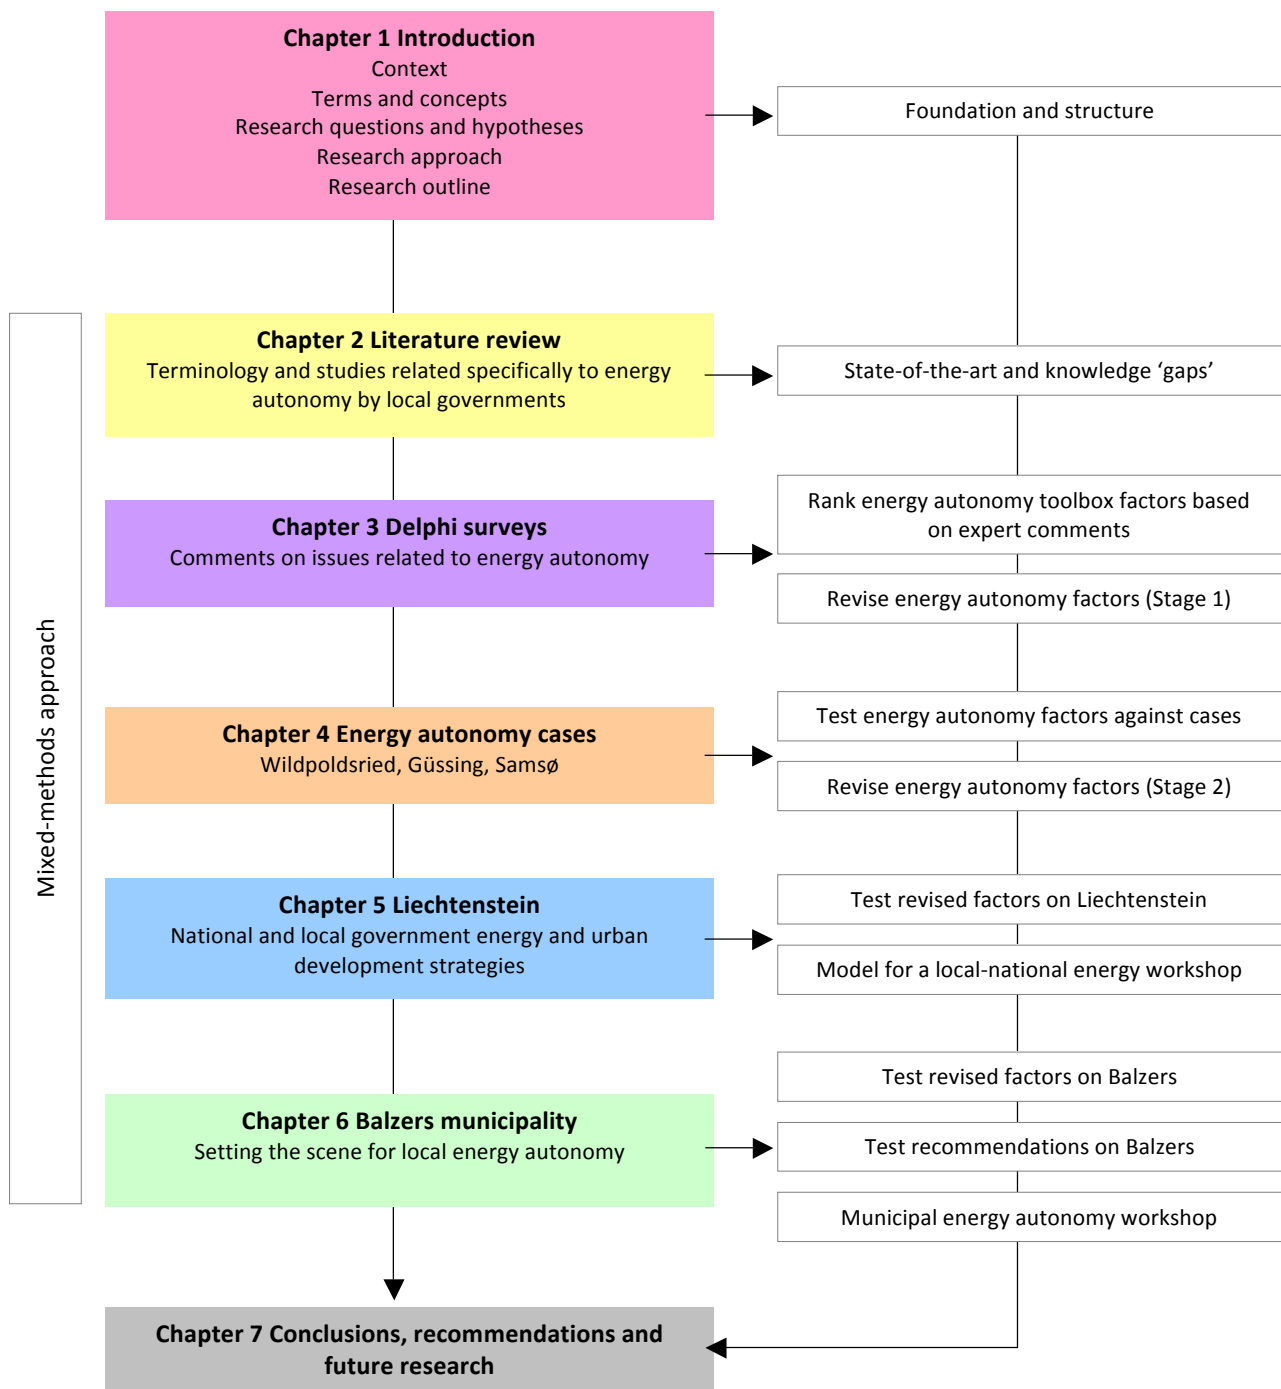 Chapter 1 Introduction
Context
Terms and concepts
Research questions and hypotheses
Research approach
Research outline
Foundation and structure
Mixed-methods approach
Chapter 2 Literature review
Terminology and studies related specifically to energy
autonomy by local governments
State-of-the-art and knowledge ‘gaps’
Chapter 3 Delphi surveys
Comments on issues related to energy autonomy
Rank energy autonomy toolbox factors based
on expert comments
Revise energy autonomy factors (Stage 1)
Chapter 4 Energy autonomy cases
Wildpoldsried, Güssing, Samsø
Test energy autonomy factors against cases
Revise energy autonomy factors (Stage 2)
Chapter 5 Liechtenstein
National and local government energy and urban
development strategies
Test revised factors on Liechtenstein
Model for a local-national energy workshop
Chapter 6 Balzers municipality
Setting the scene for local energy autonomy
Test revised factors on Balzers
Test recommendations on Balzers
Municipal energy autonomy workshop
Chapter 7 Conclusions, recommendations and
future research